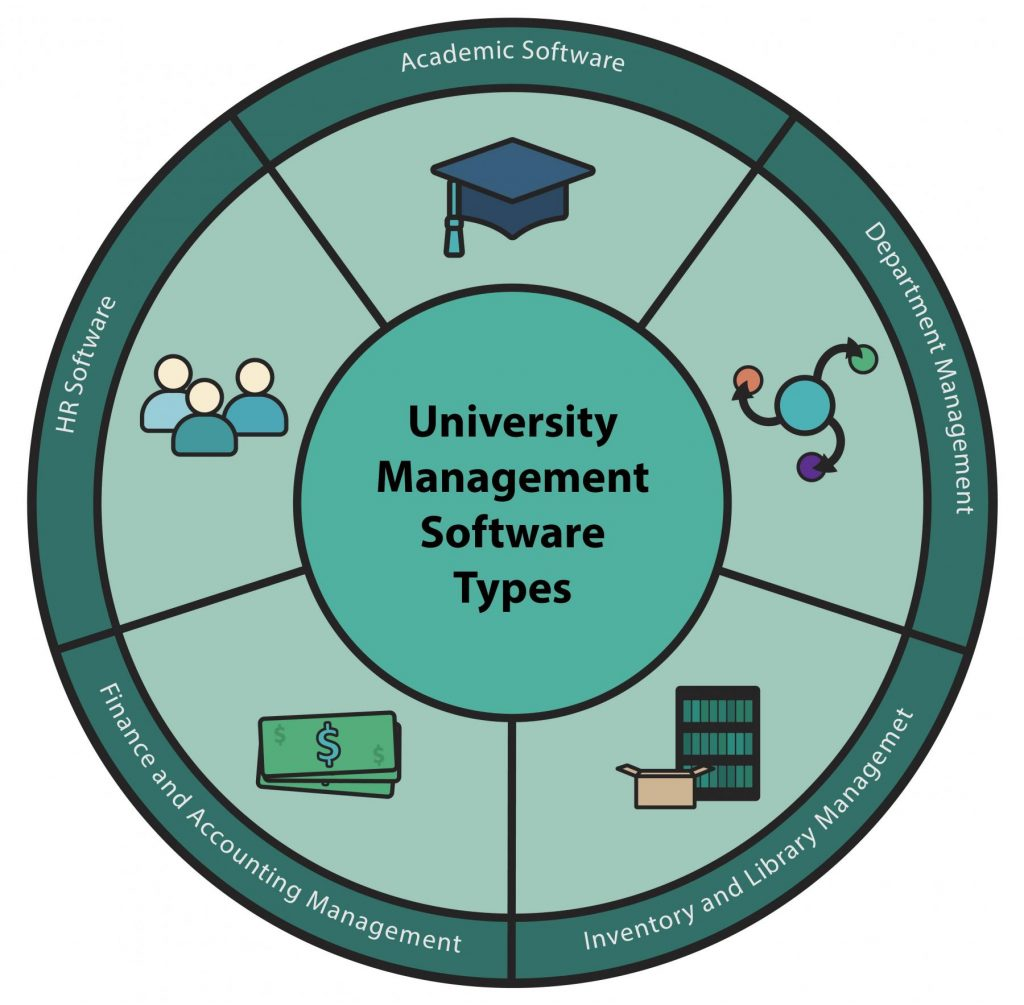 Academic Software
Department Management
HR Software
University
Management
Software
Types
Finance and Accounting Management
Inventory and Library Managemet
$ $ $